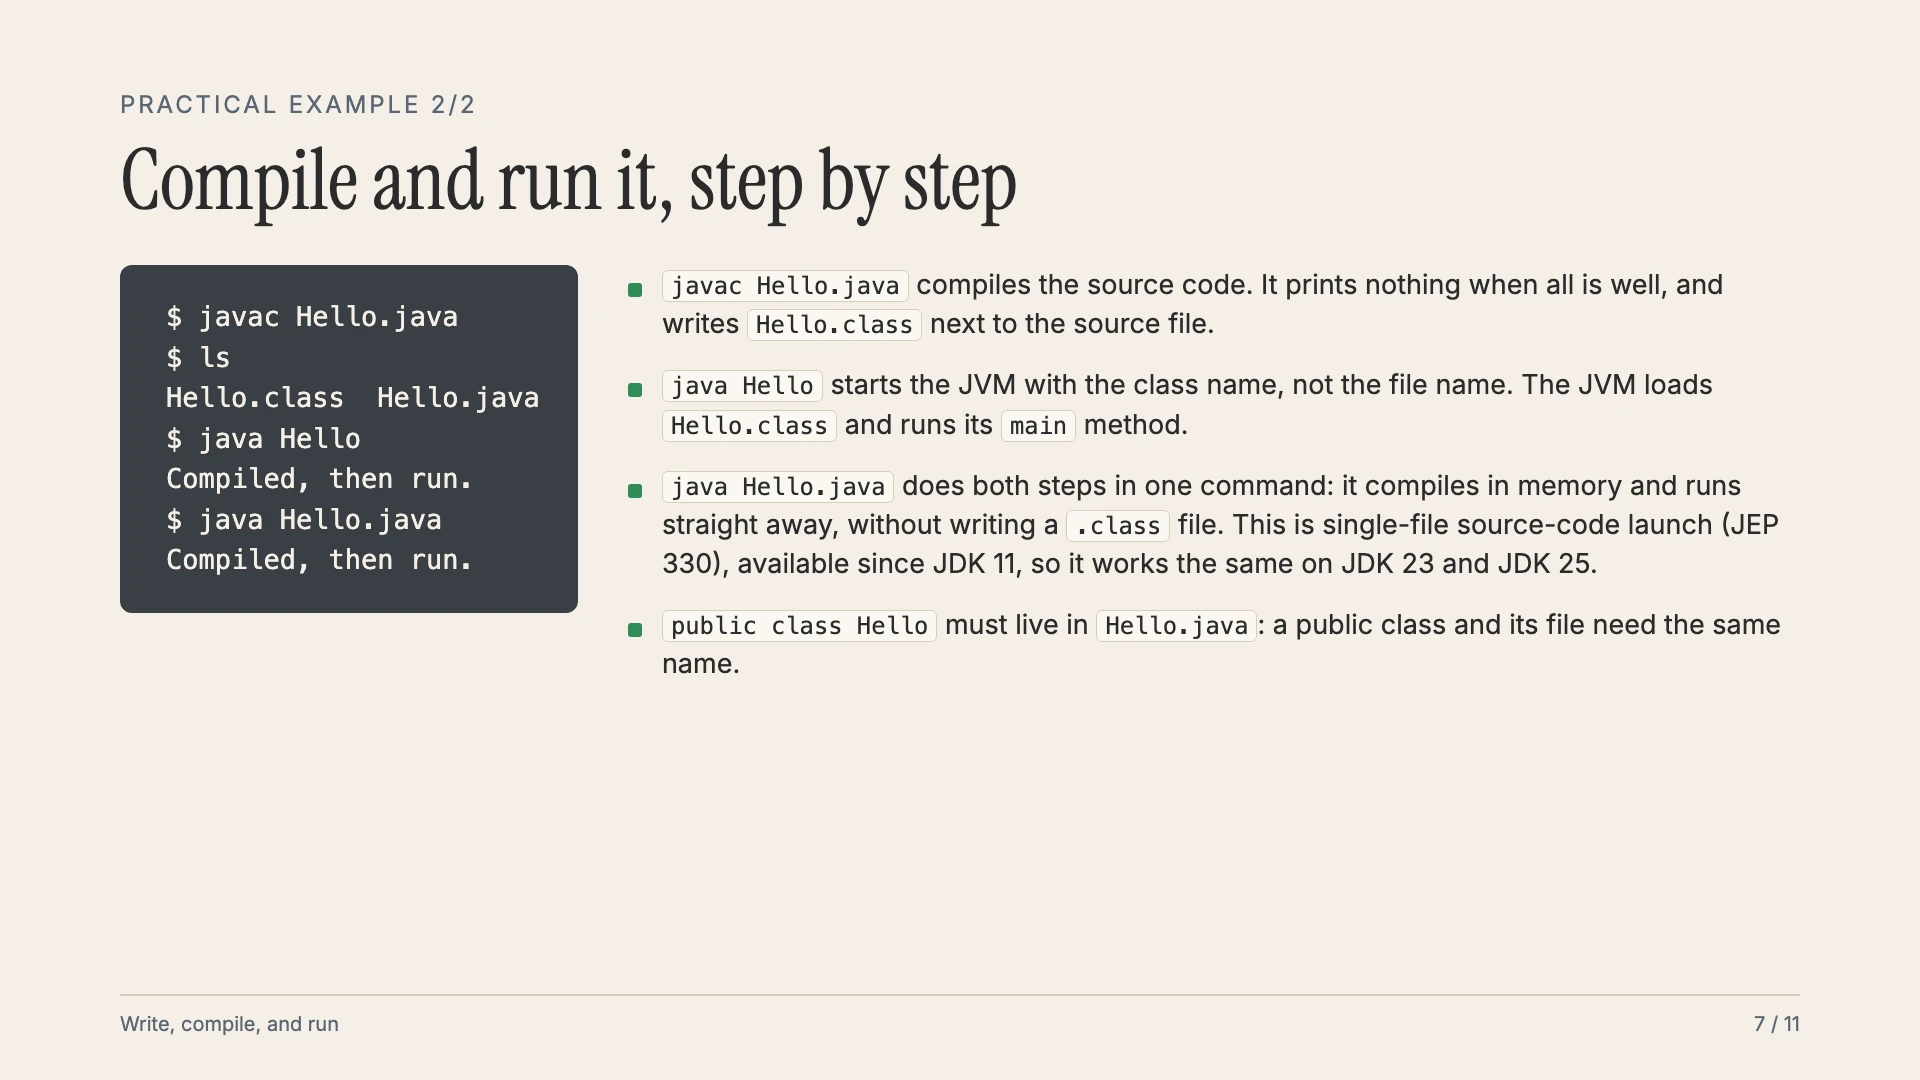 PRACTICAL EXAMPLE 2/2
Compile and run it, step by step
$ javac Hello.java
$ ls
Hello.class  Hello.java
$ java Hello
Compiled, then run.
$ java Hello.java
Compiled, then run.
javac Hello.java compiles the source code. It prints nothing when all is well, and
writes Hello.class next to the source file.
java Hello starts the JVM with the class name, not the file name. The JVM loads
Hello.class and runs its main method.
java Hello.java does both steps in one command: it compiles in memory and runs
straight away, without writing a .class file. This is single-file source-code launch (JEP
330), available since JDK 11, so it works the same on JDK 23 and JDK 25.
public class Hello must live in Hello.java: a public class and its file need the same
name.
Write, compile, and run
7 / 11